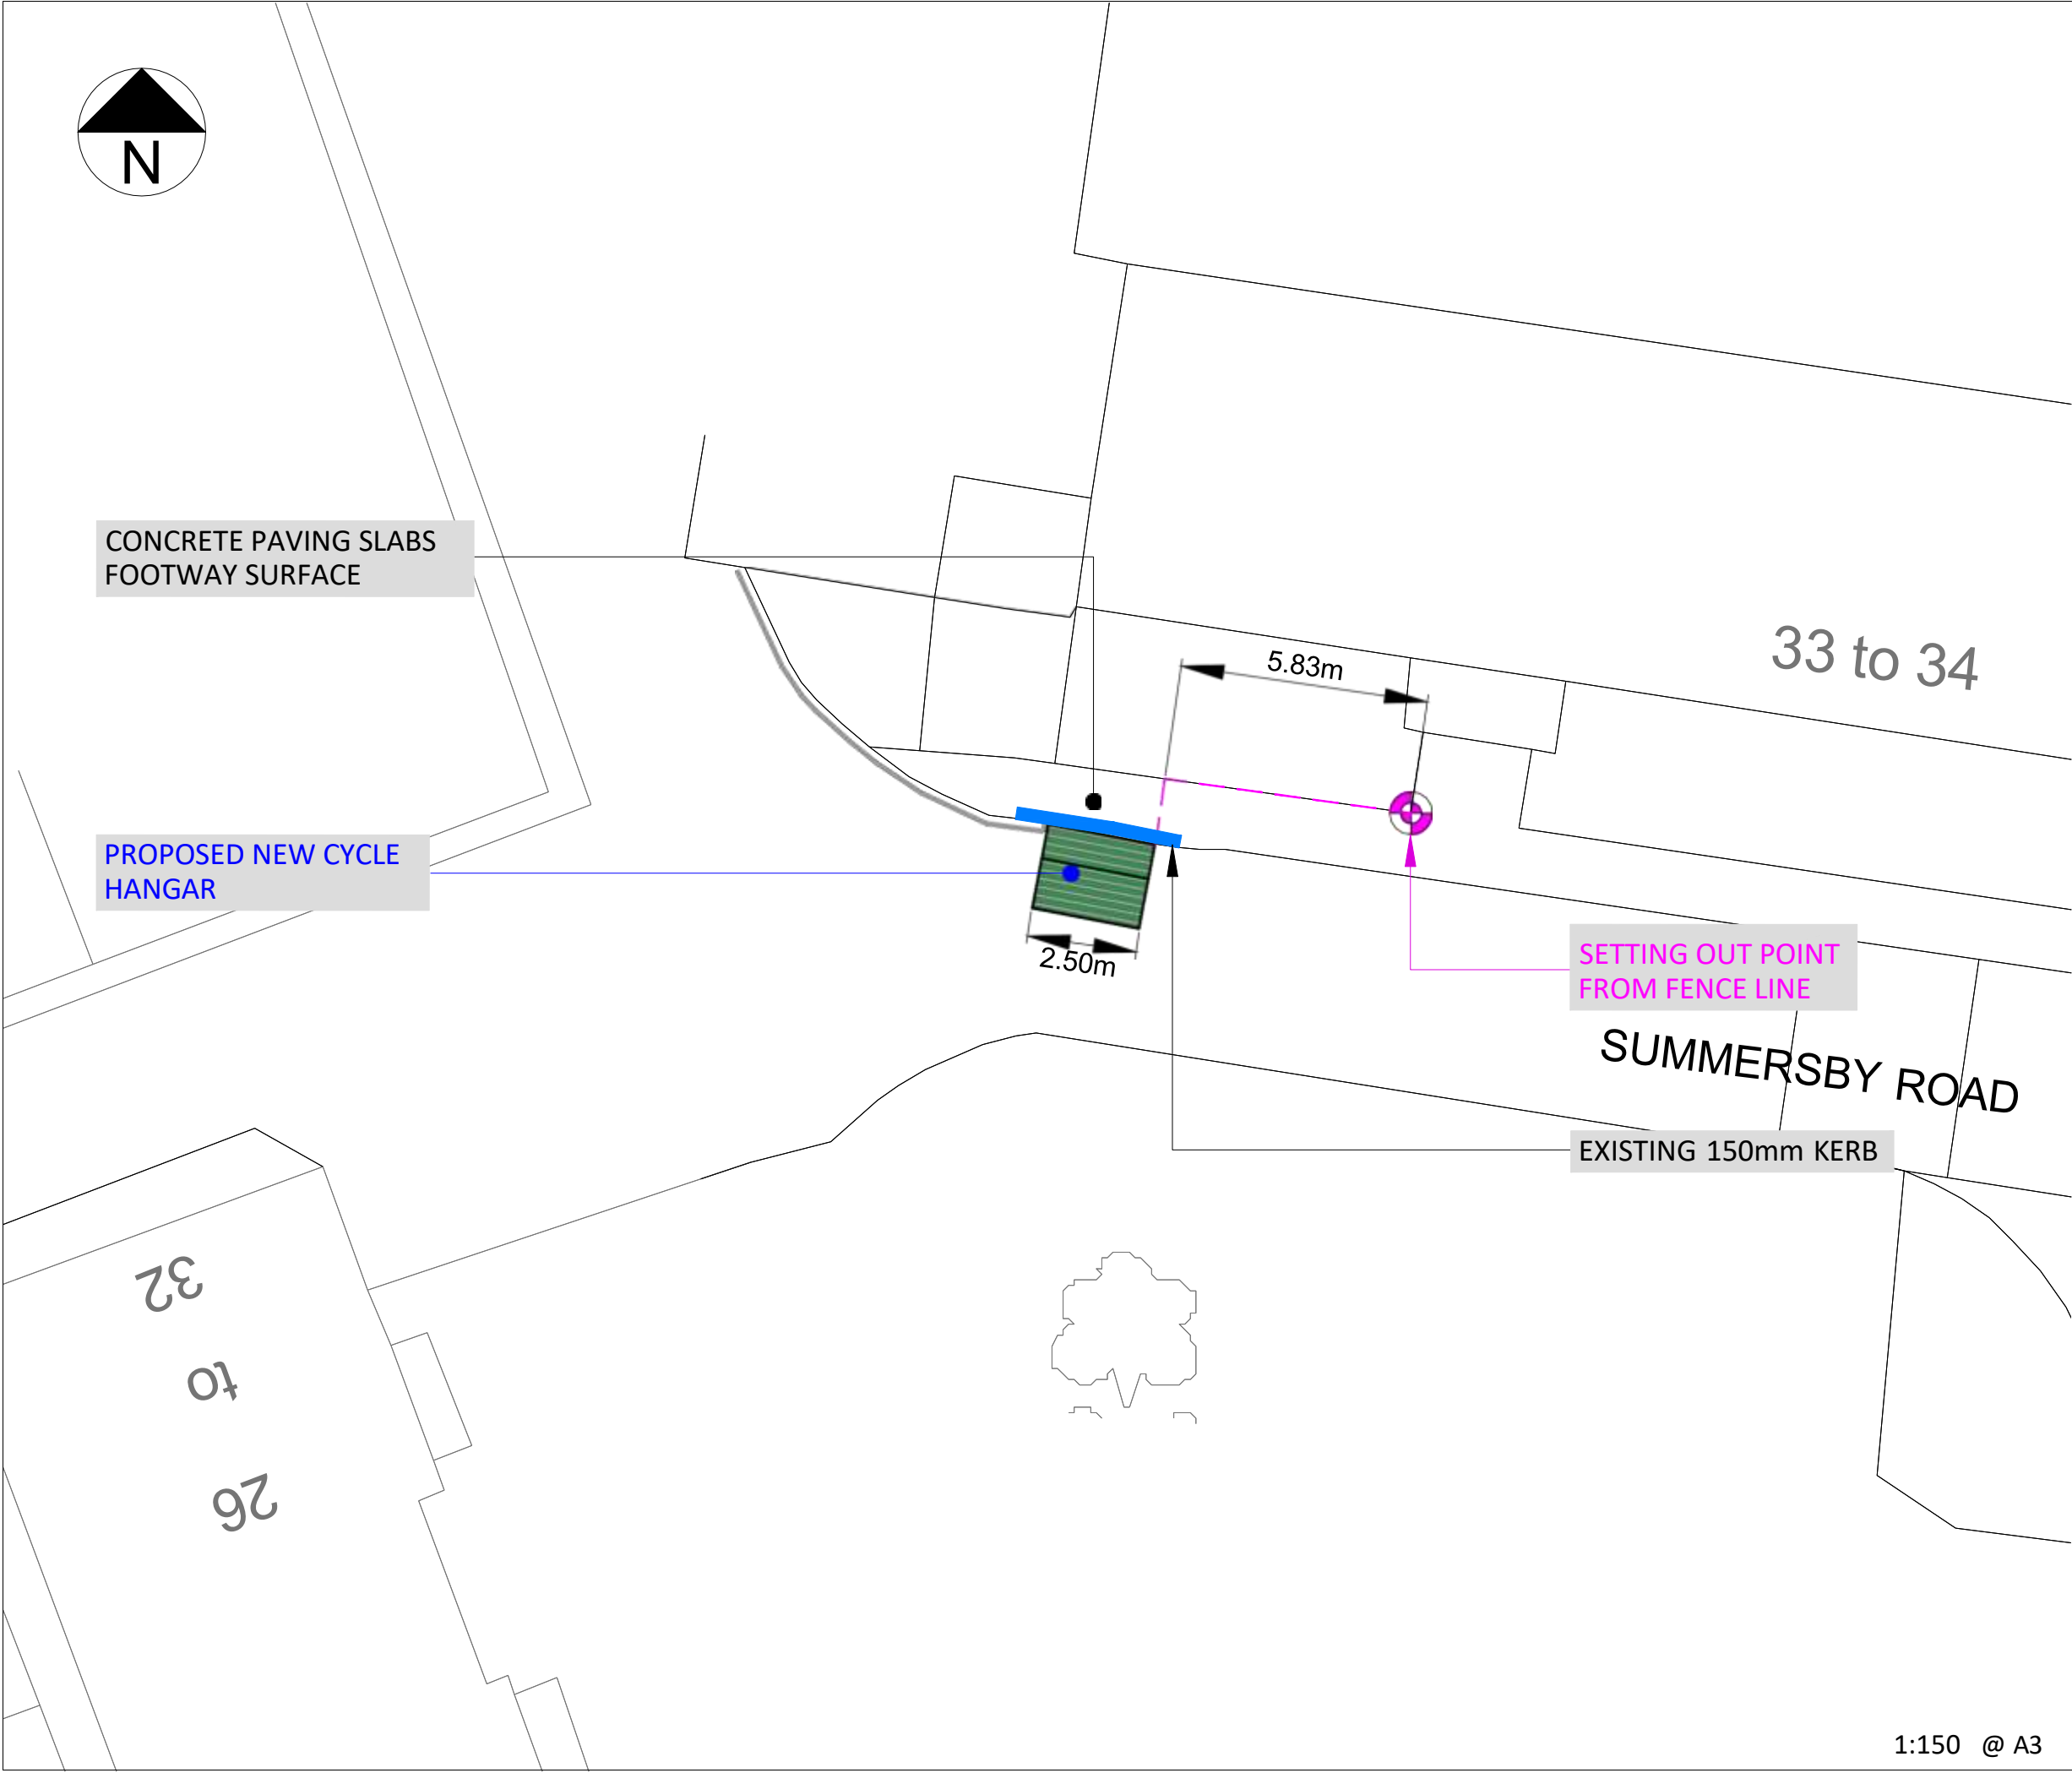 N
CONCRETE PAVING SLABS
FOOTWAY SURFACE
33 to 34
5.83m
PROPOSED NEW CYCLE
HANGAR
2.50m
SETTING OUT POINT
FROM FENCE LINE
SUMMERSBY ROAD
EXISTING 150mm KERB
26
to
32
1:150 @ A3